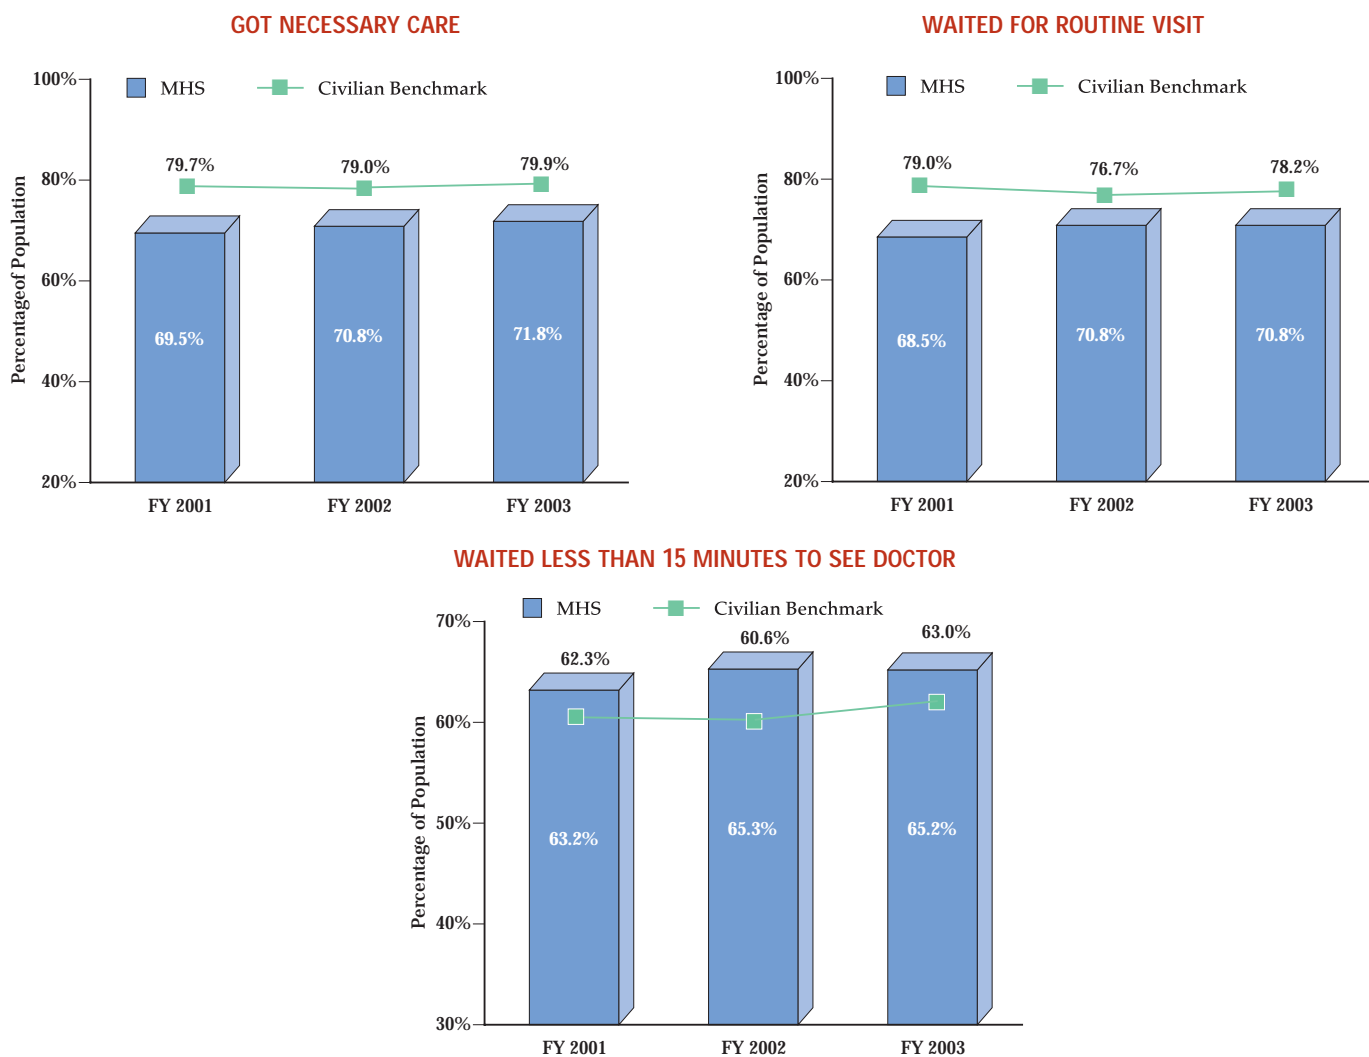 GOT NECESSARY CARE
100%
MHS
Civilian Benchmark
79.7%
79.0%
79.9%
80%
60%
40%
20%
Percentageof Population
69.5%
70.8%
71.8%
FY 2001
FY 2002
FY 2003
WAITED FOR ROUTINE VISIT
100%
MHS
Civilian Benchmark
79.0%
76.7%
78.2%
80%
60%
40%
20%
Percentage of Population
68.5%
70.8%
70.8%
FY 2001
FY 2002
FY 2003
WAITED LESS THAN 15 MINUTES TO SEE DOCTOR
70%
MHS
Civilian Benchmark
62.3%
60.6%
63.0%
60%
50%
40%
30%
Percentage of Population
63.2%
65.3%
65.2%
FY 2001
FY 2002
FY 2003